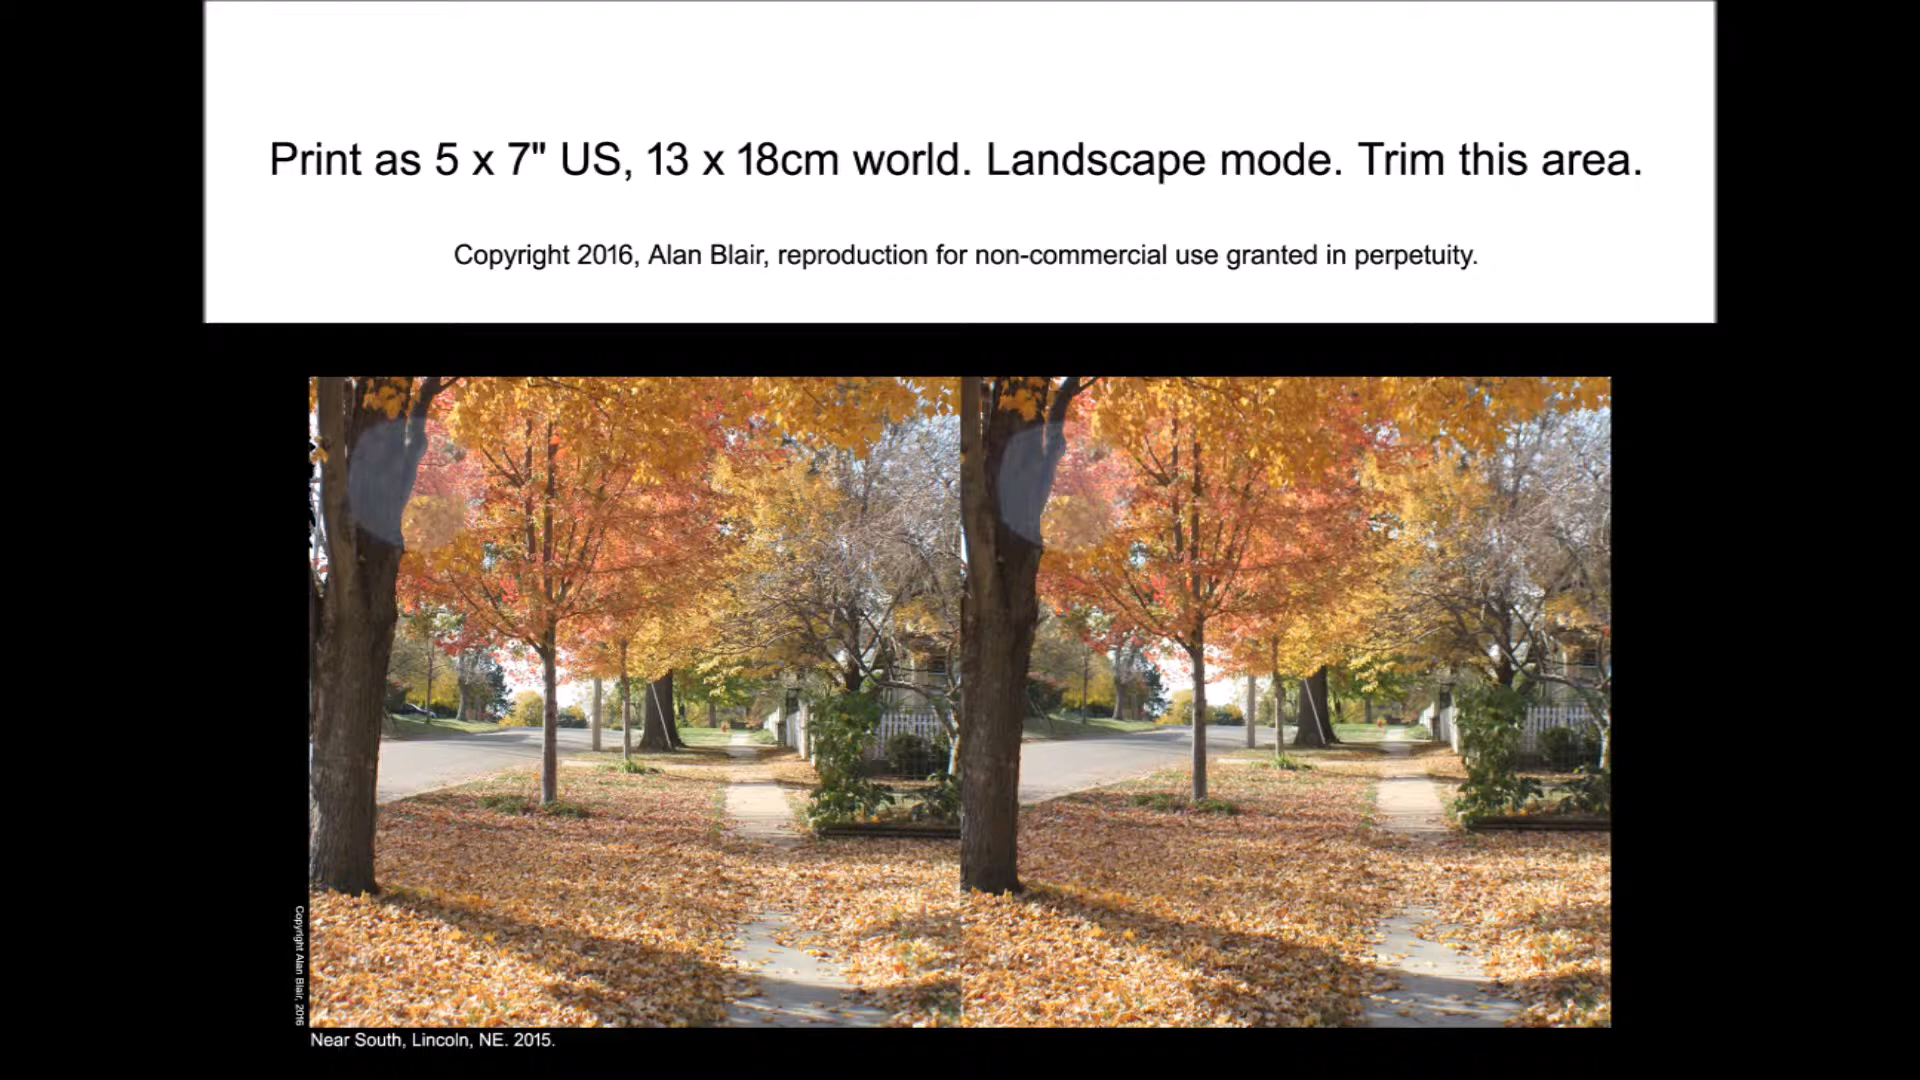 Print as 5 x 7" US, 13 x 18cm world. Landscape mode. Trim this area.
Copyright 2016, Alan Blair, reproduction for non-commercial use granted in perpetuity.
Copyright Alan Blair, 2016
Near South, Lincoln, NE. 2015.